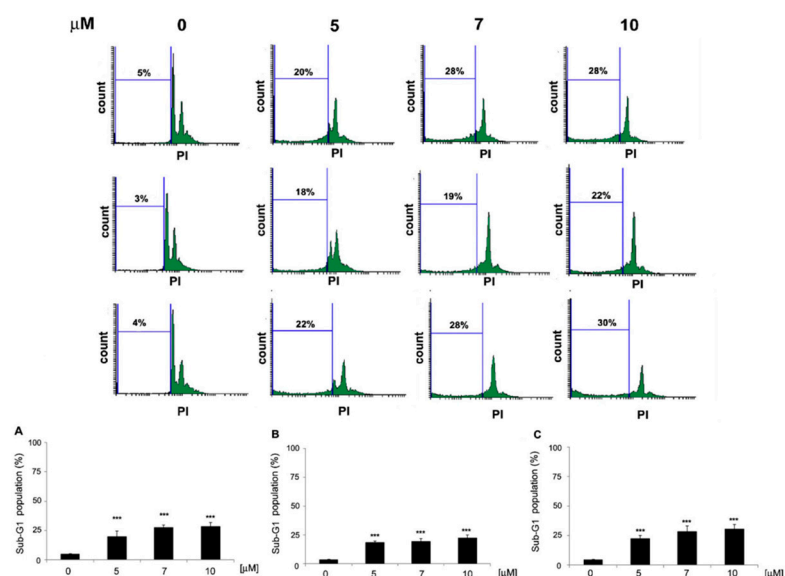 μM 0 5 7 10
count 5% PI count 20% PI count 28% PI count 28% PI
count 3% PI count 18% PI count 19% PI count 22% PI
count 4% PI count 22% PI count 28% PI count 30% PI
A
Sub-G1 population (%)
100
75
50
25
0
*** *** ***
0 5 7 10 [μM]
B
Sub-G1 population (%)
100
75
50
25
0
*** *** ***
0 5 7 10 [μM]
C
Sub-G1 population (%)
100
75
50
25
0
*** *** ***
0 5 7 10 [μM]